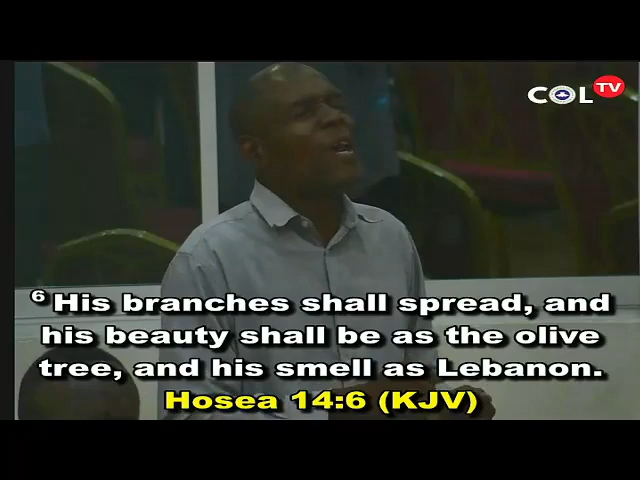 COL TV
6 His branches shall spread, and
his beauty shall be as the olive
tree, and his smell as Lebanon.
Hosea 14:6 (KJV)